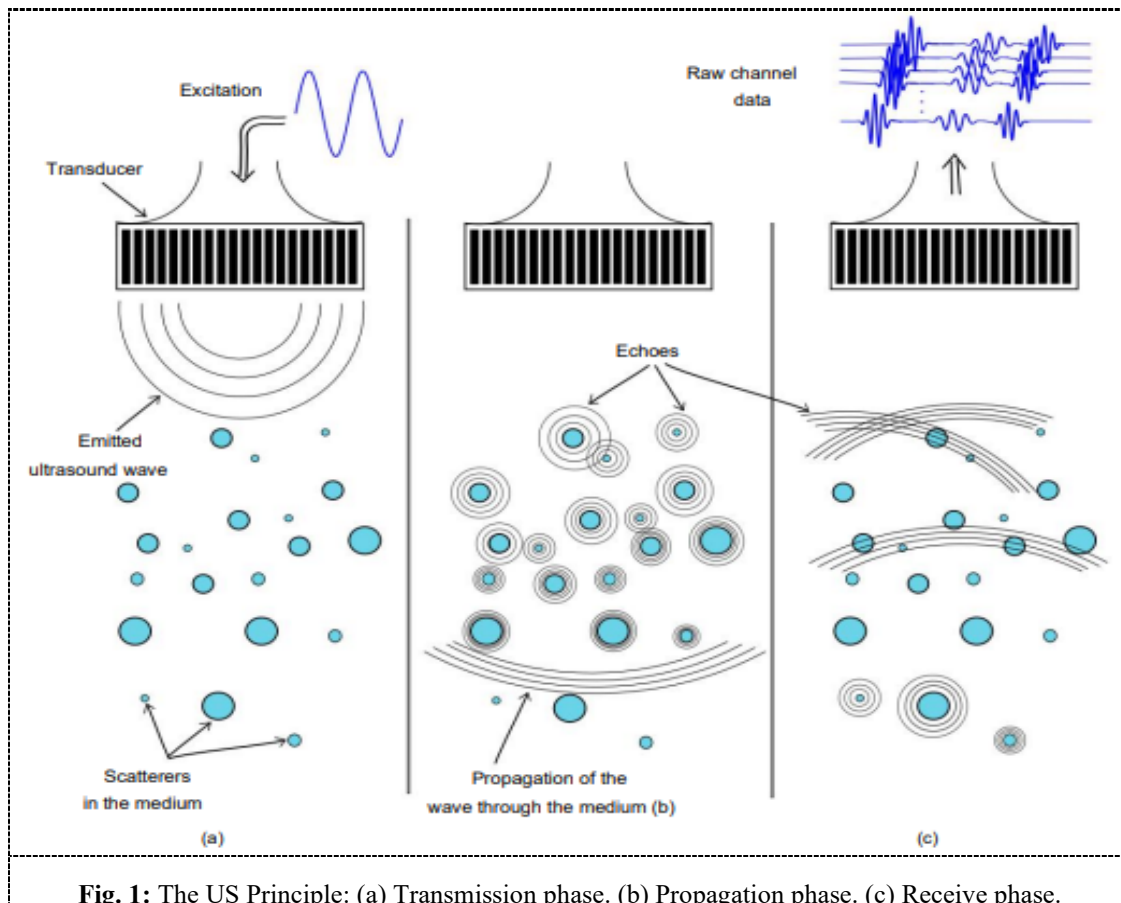 Excitation
Transducer
Emitted
ultrasound wave
Scatterers
in the medium
(a)
Echoes
Propagation of the
wave through the medium (b)
Raw channel
data
(c)
Fig. 1: The US Principle: (a) Transmission phase. (b) Propagation phase. (c) Receive phase.